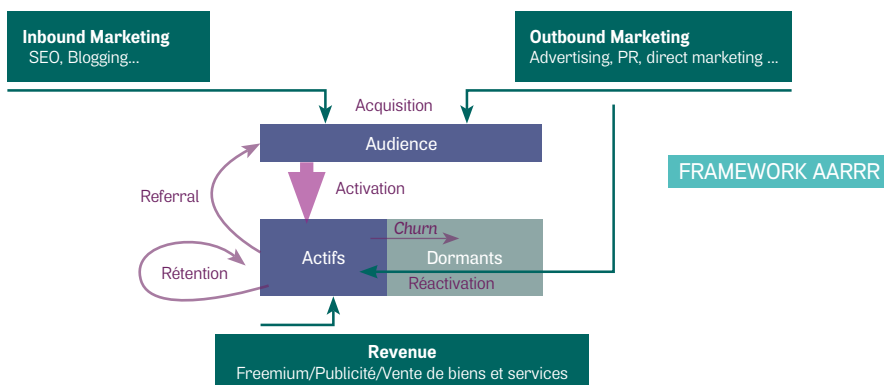 Inbound Marketing
SEO, Blogging...
Outbound Marketing
Advertising, PR, direct marketing ...
Acquisition
Audience
FRAMEWORK AARRR
Activation
Referral
Churn
Actifs
Dormants
Rétention
Réactivation
Revenue
Freemium/Publicité/Vente de biens et services